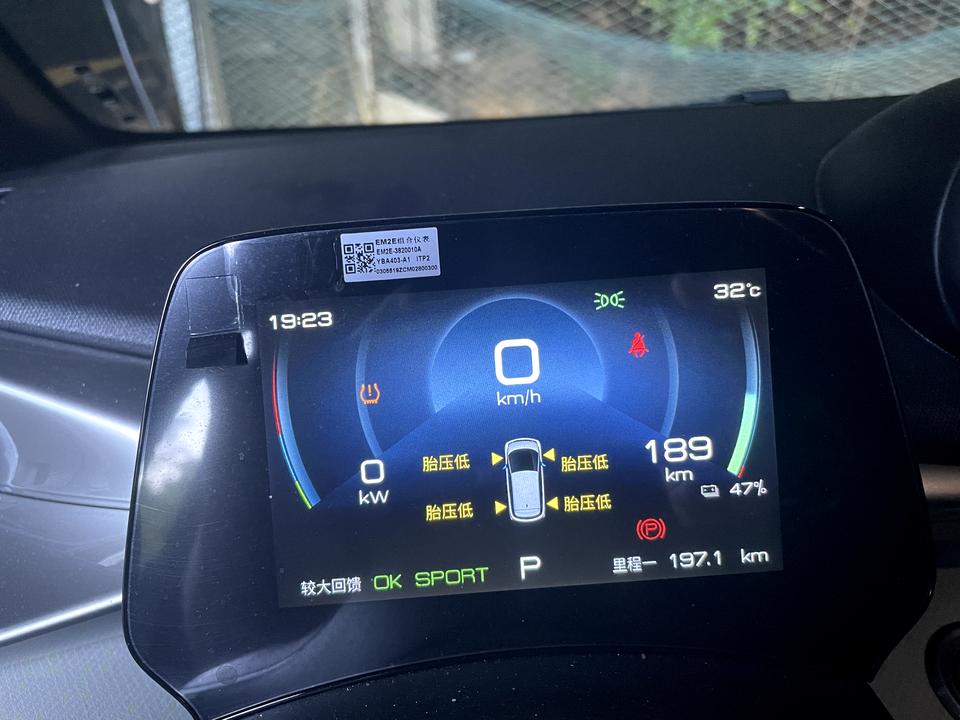 EM2E组合仪表
EM2E-3820010A
YBA403-A1 ITP2
0305519ZCM02800300
19:23
32°C
0
km/h
0
kW
胎压低
胎压低
胎压低
胎压低
189
km
47%
P
较大回馈 OK SPORT P 里程一 197.1 km